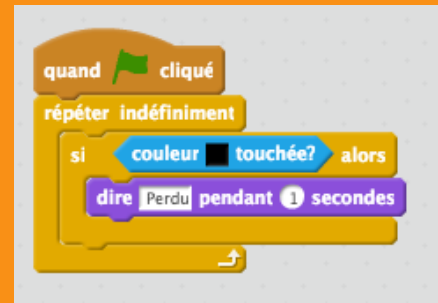 quand cliqué
répéter indéfiniment
si couleur touchée? alors
dire Perdu pendant 1 secondes